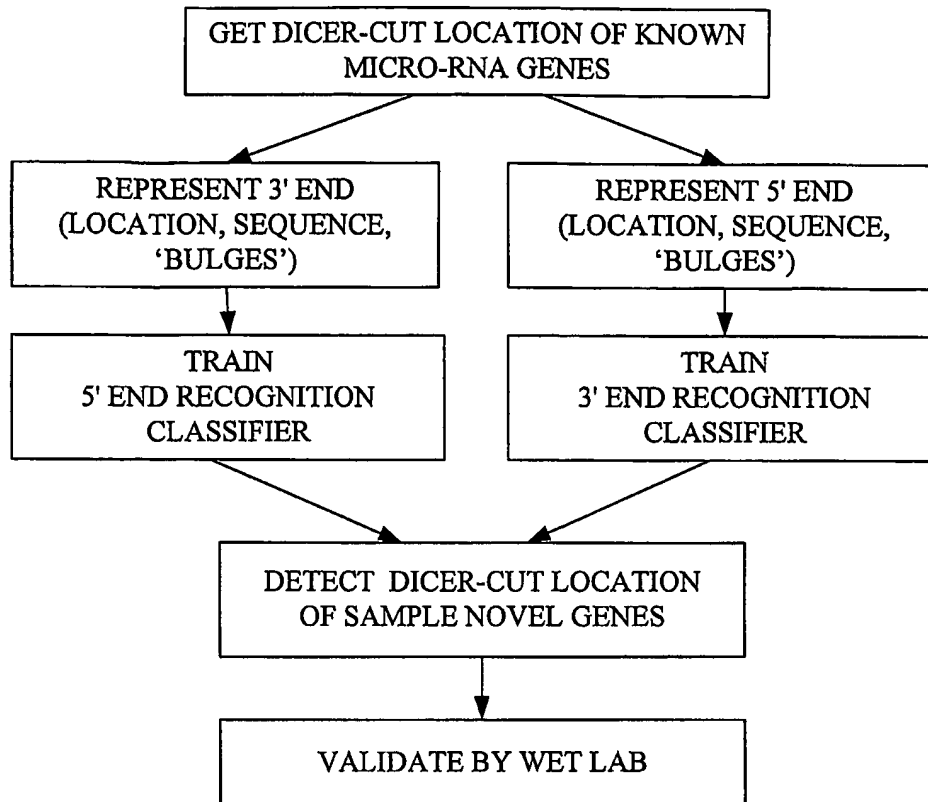 GET DICER-CUT LOCATION OF KNOWN
MICRO-RNA GENES
REPRESENT 3' END
(LOCATION, SEQUENCE,
‘BULGES’)
REPRESENT 5' END
(LOCATION, SEQUENCE,
‘BULGES’)
TRAIN
5' END RECOGNITION
CLASSIFIER
TRAIN
3' END RECOGNITION
CLASSIFIER
DETECT DICER-CUT LOCATION
OF SAMPLE NOVEL GENES
VALIDATE BY WET LAB